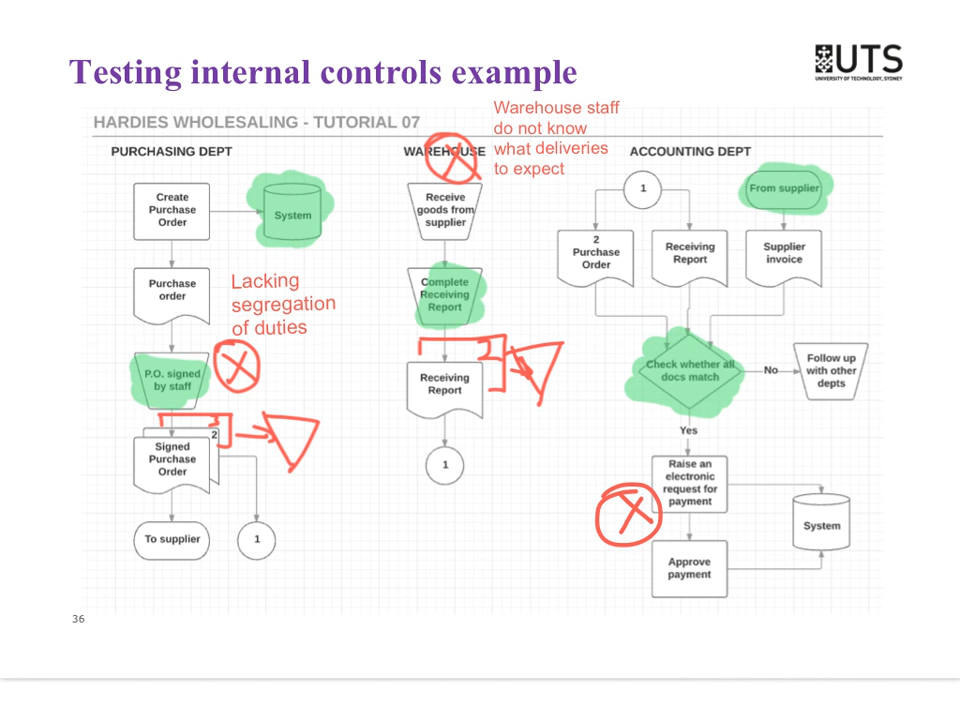 Testing internal controls example
UTS
UNIVERSITY OF TECHNOLOGY, SYDNEY
HARDIES WHOLESALING - TUTORIAL 07
Warehouse staff
do not know
what deliveries
to expect
PURCHASING DEPT
WAREHOUSE
ACCOUNTING DEPT
Create
Purchase
Order
System
Purchase
order
Lacking
segregation
of duties
P.O. signed
by staff
2
Signed
Purchase
Order
To supplier
1
Receive
goods from
supplier
Complete
Receiving
Report
Receiving
Report
1
1
From supplier
2
Purchase
Order
Receiving
Report
Supplier
invoice
Check whether all
docs match
No
Follow up
with other
depts
Yes
Raise an
electronic
request for
payment
System
Approve
payment
36